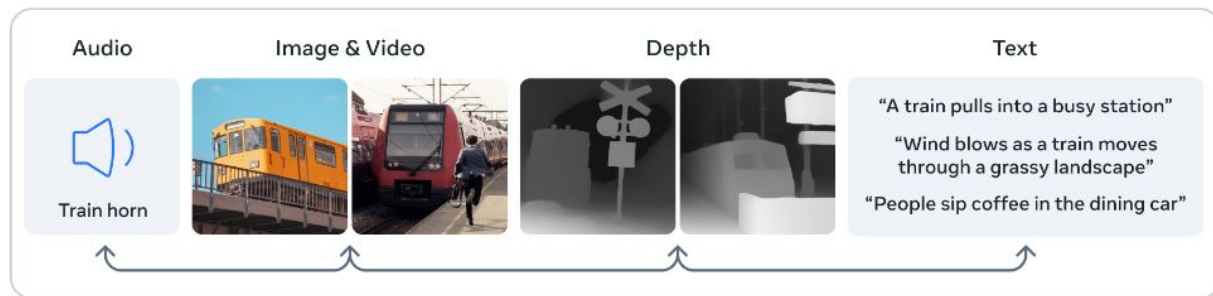 Audio
Image & Video
Depth
Text
Train horn
“A train pulls into a busy station”
“Wind blows as a train moves
through a grassy landscape”
“People sip coffee in the dining car”